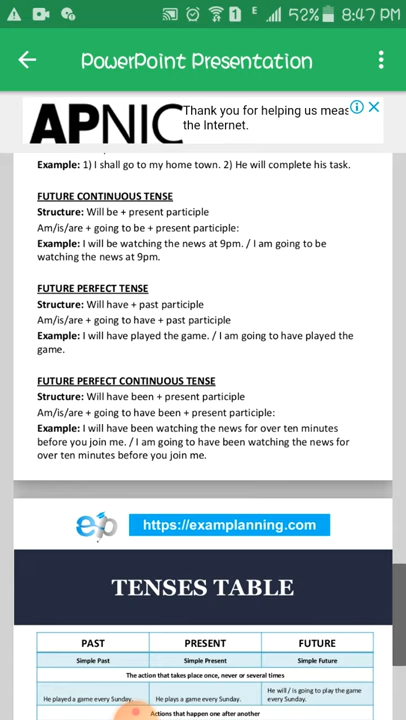 E 52% 8:47 PM
PowerPoint Presentation
APNIC
Thank you for helping us meas
the Internet.
Example: 1) I shall go to my home town. 2) He will complete his task.
FUTURE CONTINUOUS TENSE
Structure: Will be + present participle
Am/is/are + going to be + present participle:
Example: I will be watching the news at 9pm. / I am going to be
watching the news at 9pm.
FUTURE PERFECT TENSE
Structure: Will have + past participle
Am/is/are + going to have + past participle
Example: I will have played the game. / I am going to have played the
game.
FUTURE PERFECT CONTINUOUS TENSE
Structure: Will have been + present participle
Am/is/are + going to have been + present participle:
Example: I will have been watching the news for over ten minutes
before you join me. / I am going to have been watching the news for
over ten minutes before you join me.
ep https://examplanning.com
TENSES TABLE
PAST PRESENT FUTURE
Simple Past Simple Present Simple Future
The action that takes place once, never or several times
He played a game every Sunday. He plays a game every Sunday. He will / is going to play the game
every Sunday.
Actions that happen one after another